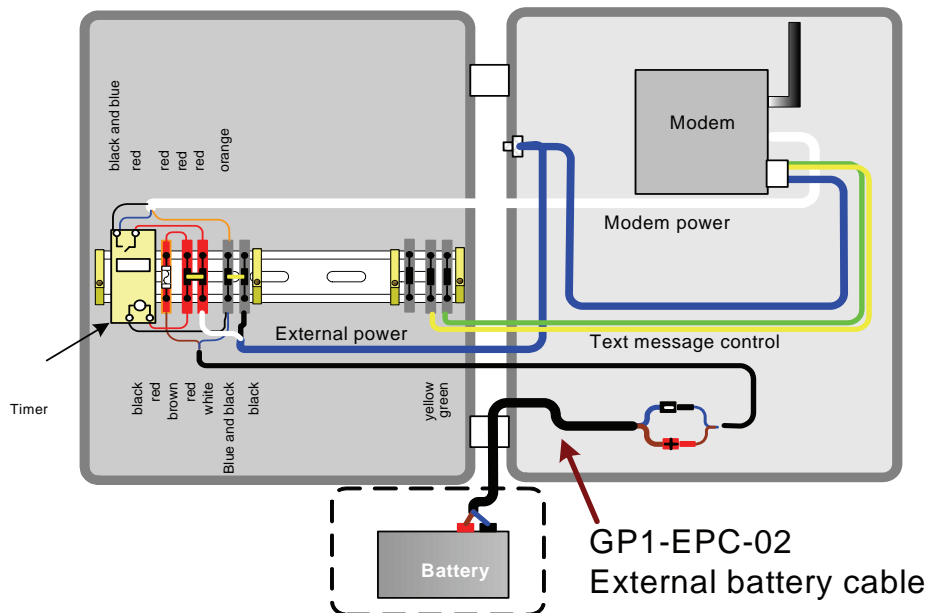 black and blue
red
red
red
red
orange
Modem
Modem power
External power
Text message control
Timer
black
red
brown
red
white
Blue and black
black
yellow
green
Battery
GP1-EPC-02
External battery cable